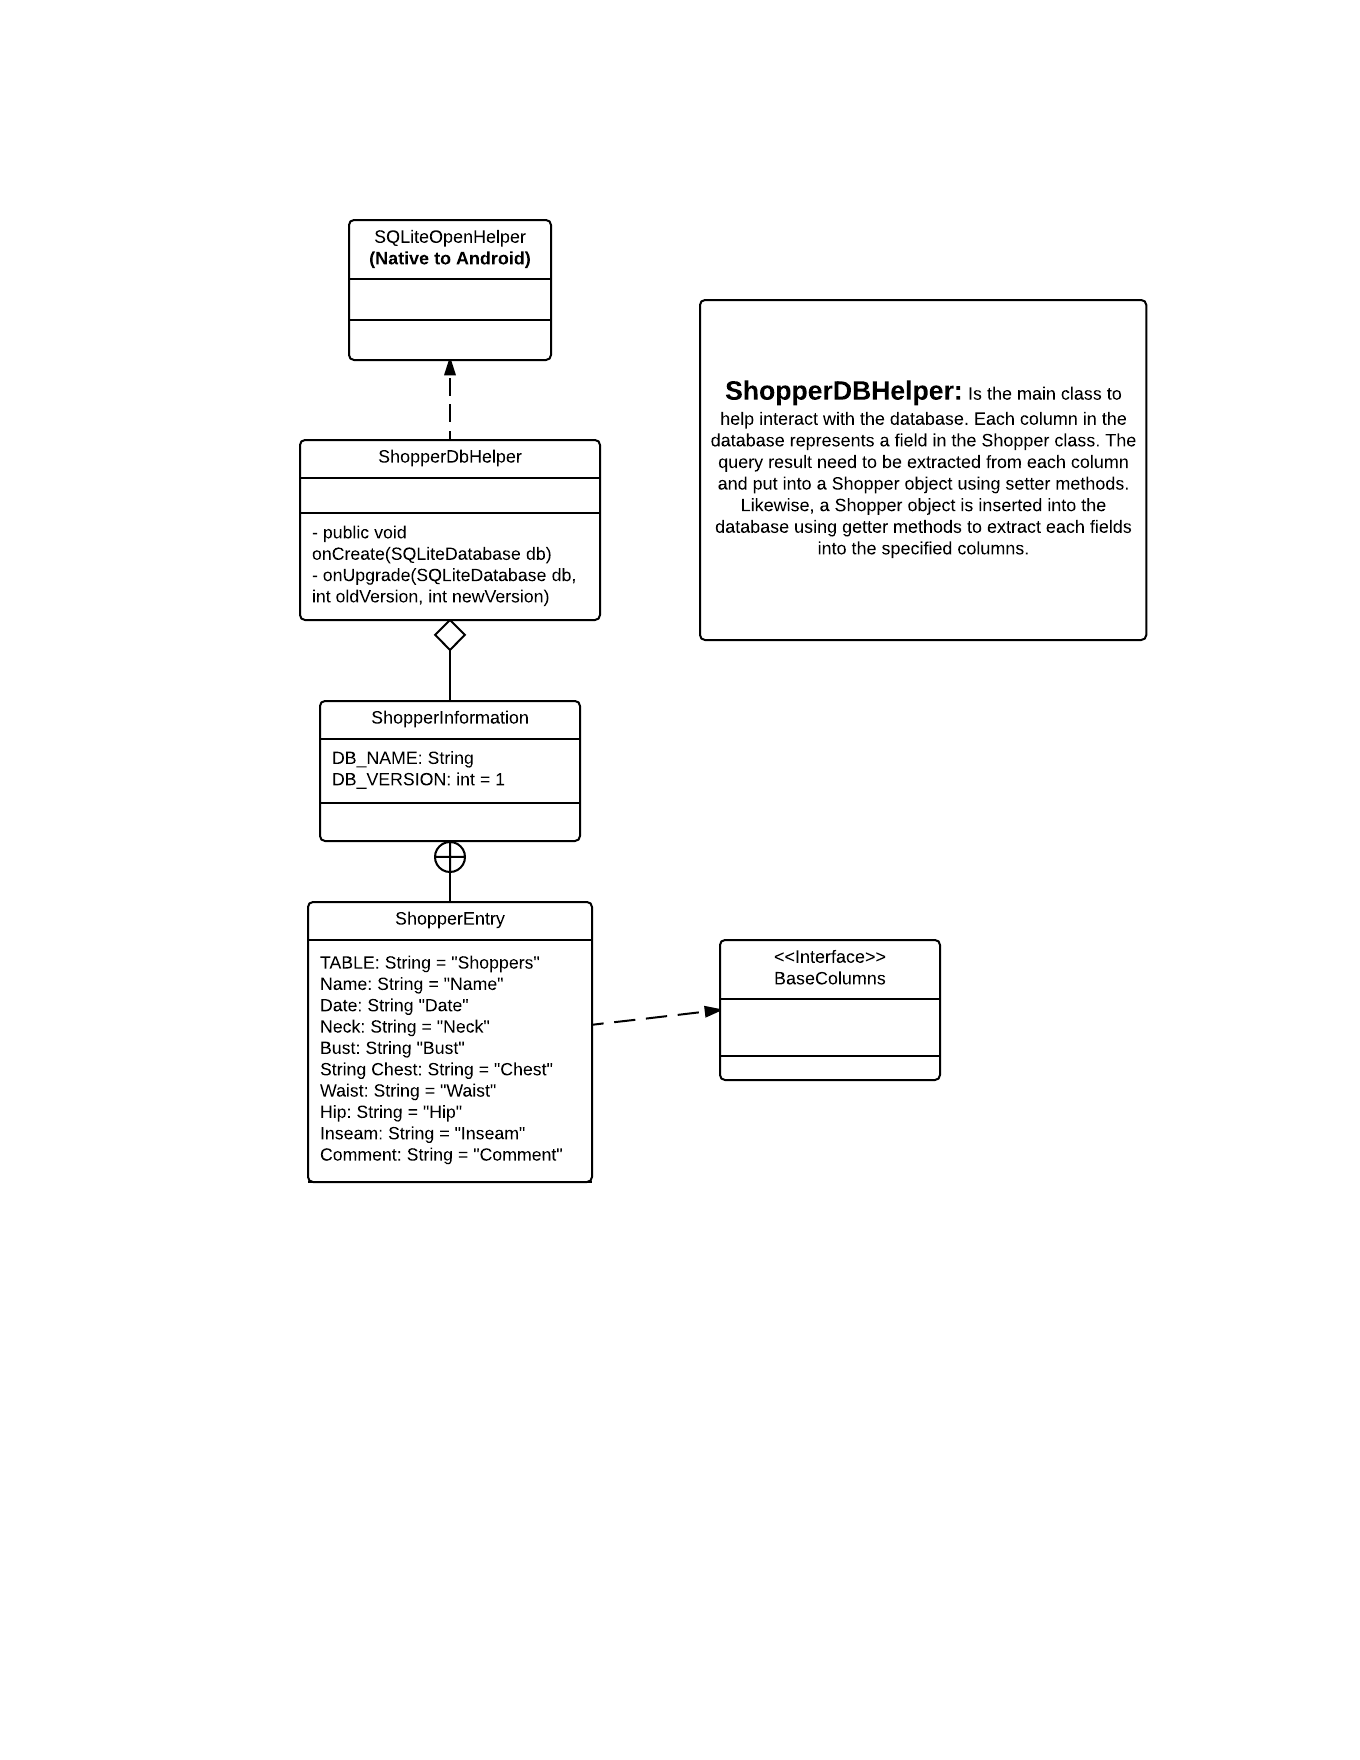 SQLiteOpenHelper
(Native to Android)
ShopperDbHelper
- public void
onCreate(SQLiteDatabase db)
- onUpgrade(SQLiteDatabase db,
int oldVersion, int newVersion)
ShopperDBHelper: Is the main class to
help interact with the database. Each column in the
database represents a field in the Shopper class. The
query result need to be extracted from each column
and put into a Shopper object using setter methods.
Likewise, a Shopper object is inserted into the
database using getter methods to extract each fields
into the specified columns.
ShopperInformation
DB_NAME: String
DB_VERSION: int = 1
ShopperEntry
TABLE: String = "Shoppers"
Name: String = "Name"
Date: String "Date"
Neck: String = "Neck"
Bust: String "Bust"
String Chest: String = "Chest"
Waist: String = "Waist"
Hip: String = "Hip"
Inseam: String = "Inseam"
Comment: String = "Comment"
<<Interface>>
BaseColumns